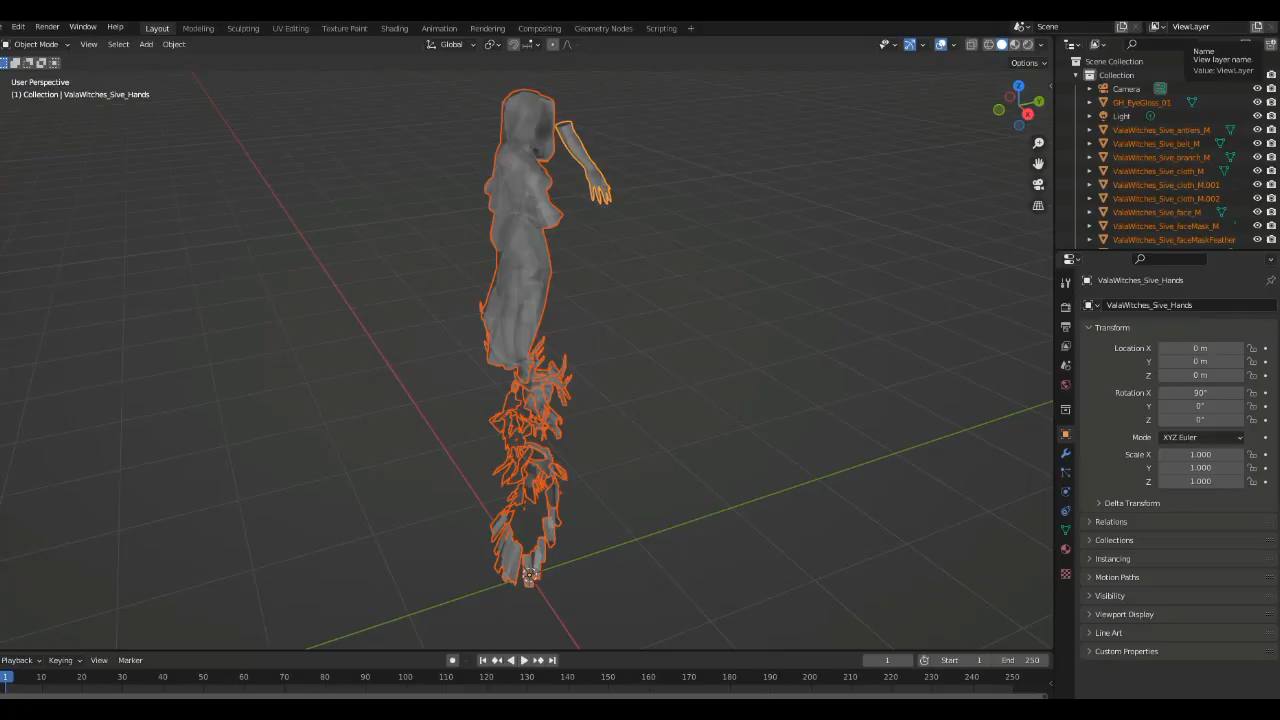 Edit Render Window Help Layout Modeling Sculpting UV Editing Texture Paint Shading Animation Rendering Compositing Geometry Nodes Scripting + Scene ViewLayer
Object Mode View Select Add Object Global
Options
User Perspective
(1) Collection | ValaWitches_Sive_Hands
Name
View layer name.
Value: ViewLayer
Scene Collection
Collection
Camera
GH_EyeGloss_01
Light
ValaWitches_Sive_antlers_M
ValaWitches_Sive_belt_M
ValaWitches_Sive_branch_M
ValaWitches_Sive_cloth_M
ValaWitches_Sive_cloth_M.001
ValaWitches_Sive_cloth_M.002
ValaWitches_Sive_face_M
ValaWitches_Sive_faceMask_M
ValaWitches_Sive_faceMaskFeather
Z
Y
X
ValaWitches_Sive_Hands
ValaWitches_Sive_Hands
Transform
Location X 0 m
Y 0 m
Z 0 m
Rotation X 90°
Y 0°
Z 0°
Mode XYZ Euler
Scale X 1.000
Y 1.000
Z 1.000
Delta Transform
Relations
Collections
Instancing
Motion Paths
Visibility
Viewport Display
Line Art
Custom Properties
Playback Keying View Marker 1 Start 1 End 250
1 10 20 30 40 50 60 70 80 90 100 110 120 130 140 150 160 170 180 190 200 210 220 230 240 250